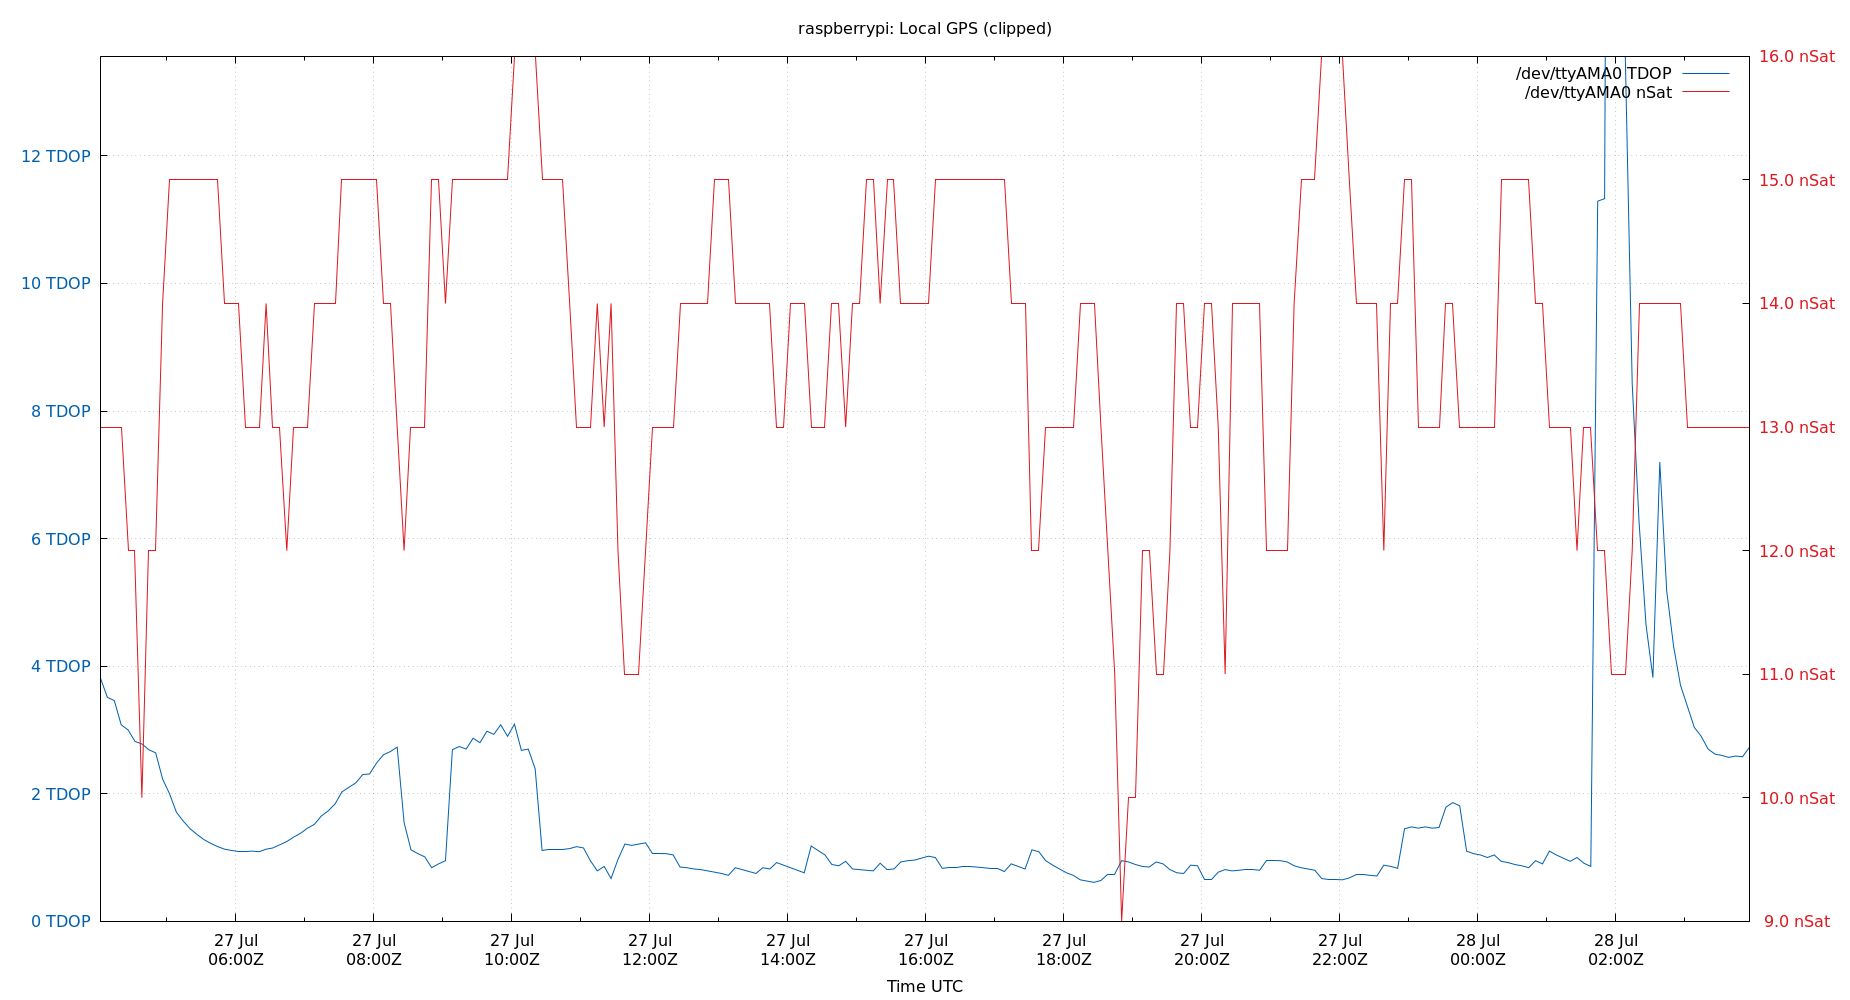 raspberrypi: Local GPS (clipped)
16.0 nSat
/dev/ttyAMA0 TDOP
/dev/ttyAMA0 nSat
12 TDOP
15.0 nSat
10 TDOP
14.0 nSat
8 TDOP
13.0 nSat
6 TDOP
12.0 nSat
4 TDOP
11.0 nSat
2 TDOP
10.0 nSat
0 TDOP
9.0 nSat
27 Jul 27 Jul 27 Jul 27 Jul 27 Jul 27 Jul 27 Jul 27 Jul 27 Jul 28 Jul 28 Jul
06:00Z 08:00Z 10:00Z 12:00Z 14:00Z 16:00Z 18:00Z 20:00Z 22:00Z 00:00Z 02:00Z
Time UTC